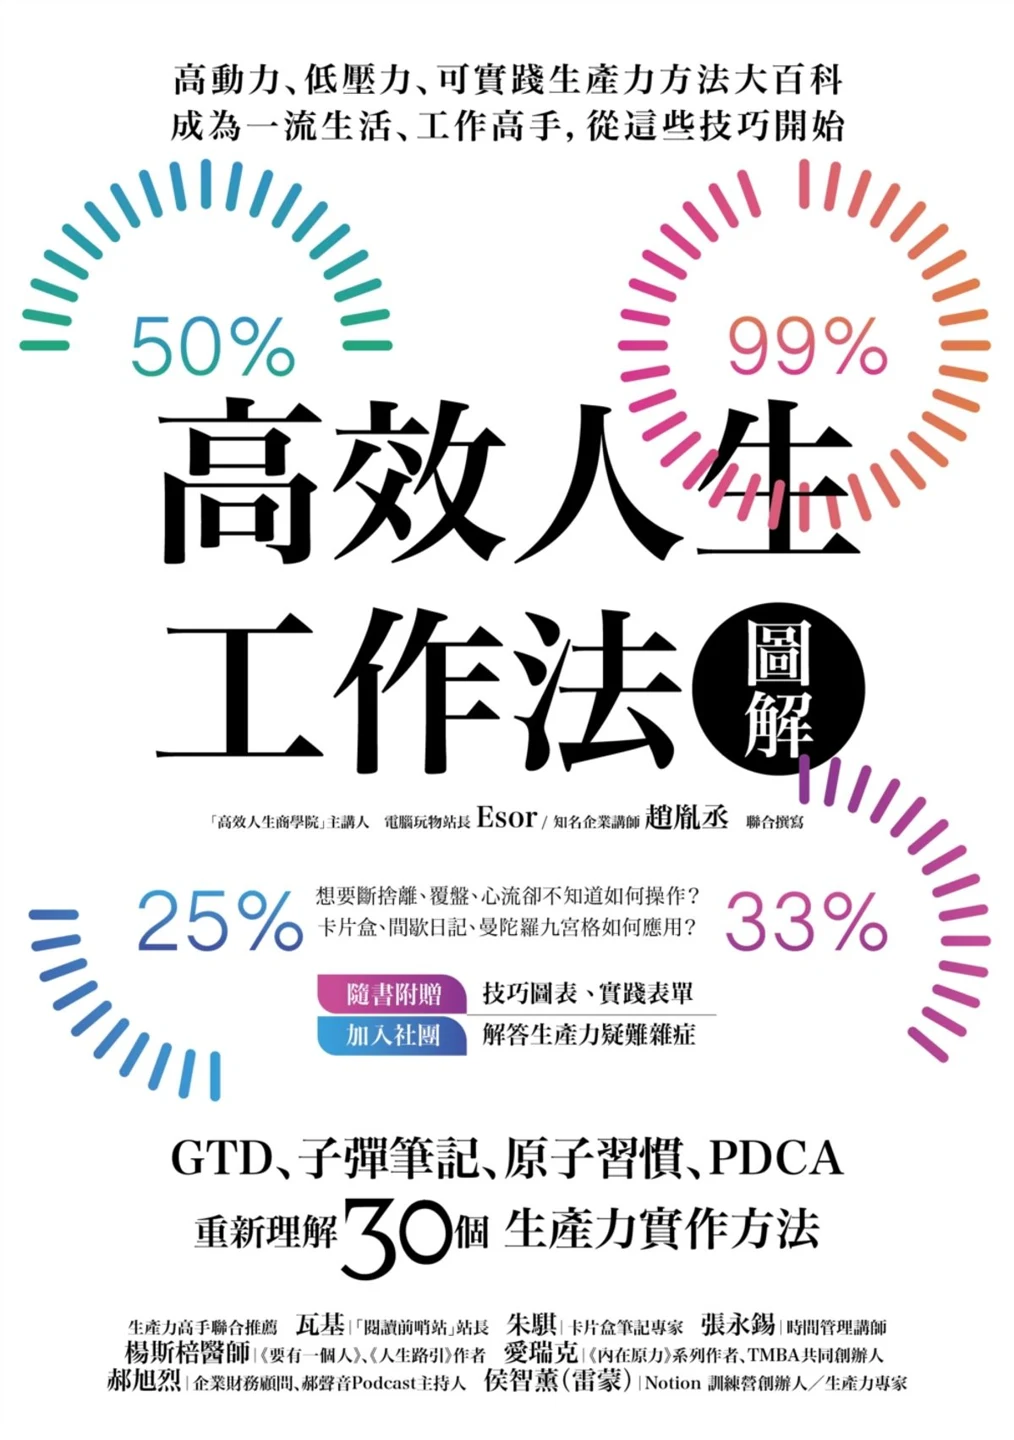 高動力、低壓力、可實踐生產力方法大百科
成為一流生活、工作高手，從這些技巧開始
50%
99%
高效人生
工作法
圖解
「高效人生商學院」主講人 電腦玩物站長 Esor / 知名企業講師 趙胤丞 聯合撰寫
25%
想要斷捨離、覆盤、心流卻不知道如何操作？
卡片盒、間歇日記、曼陀羅九宮格如何應用？
33%
隨書附贈 技巧圖表、實踐表單
加入社團 解答生產力疑難雜症
GTD、子彈筆記、原子習慣、PDCA
重新理解30個 生產力實作方法
生產力高手聯合推薦 瓦基｜「閱讀前哨站」站長 朱騏｜卡片盒筆記專家 張永錫｜時間管理講師
楊斯棓醫師｜《要有一個人》、《人生路引》作者 愛瑞克｜《內在原力》系列作者、TMBA共同創辦人
郝旭烈｜企業財務顧問、郝聲音Podcast主持人 侯智薰（雷蒙）｜Notion 訓練營創辦人／生產力專家